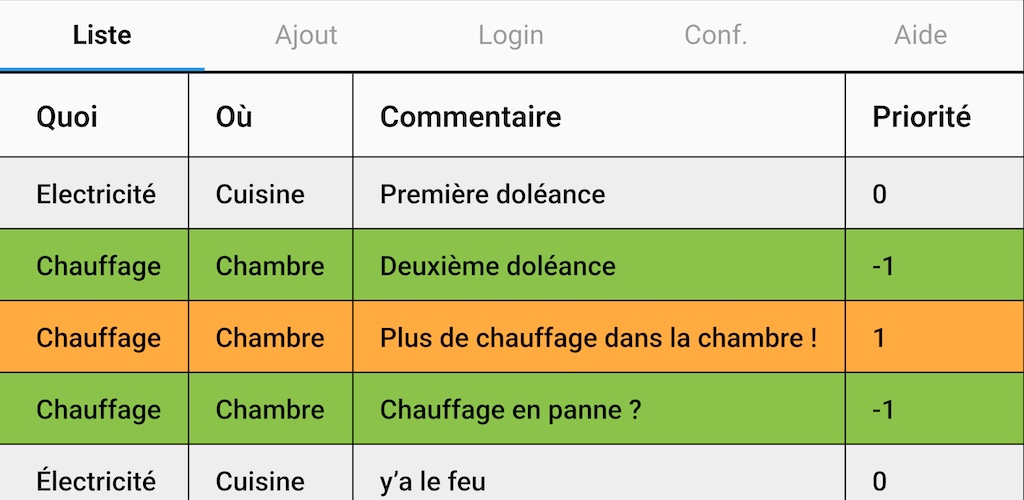 Liste Ajout Login Conf. Aide
Quoi Où Commentaire Priorité
Electricité Cuisine Première doléance 0
Chauffage Chambre Deuxième doléance -1
Chauffage Chambre Plus de chauffage dans la chambre ! 1
Chauffage Chambre Chauffage en panne ? -1
Électricité Cuisine y’a le feu 0